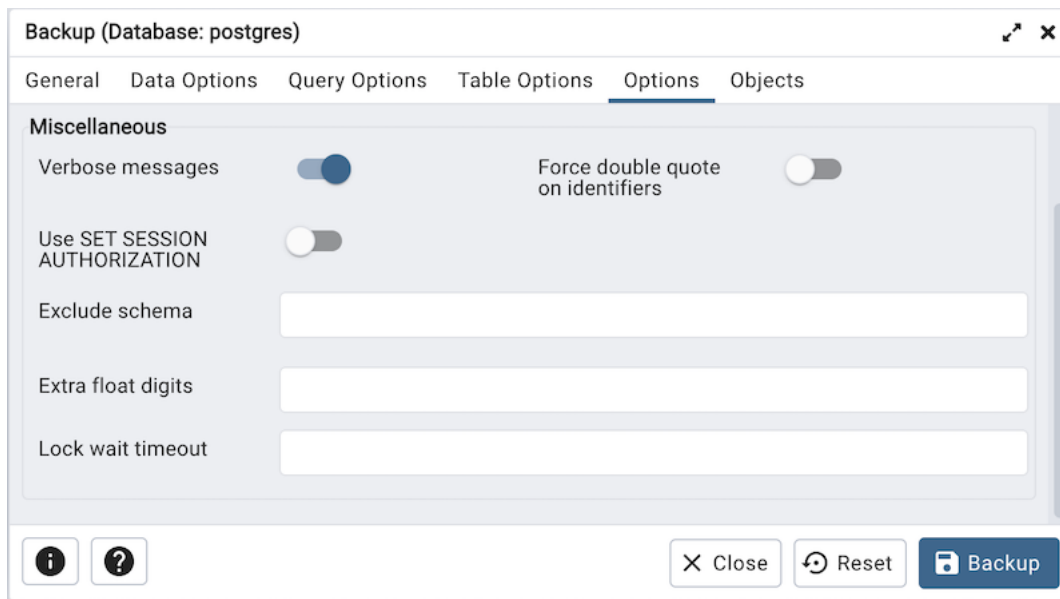 Backup (Database: postgres)
General Data Options Query Options Table Options Options Objects
Miscellaneous
Verbose messages
Force double quote
on identifiers
Use SET SESSION
AUTHORIZATION
Exclude schema
Extra float digits
Lock wait timeout
Close Reset Backup